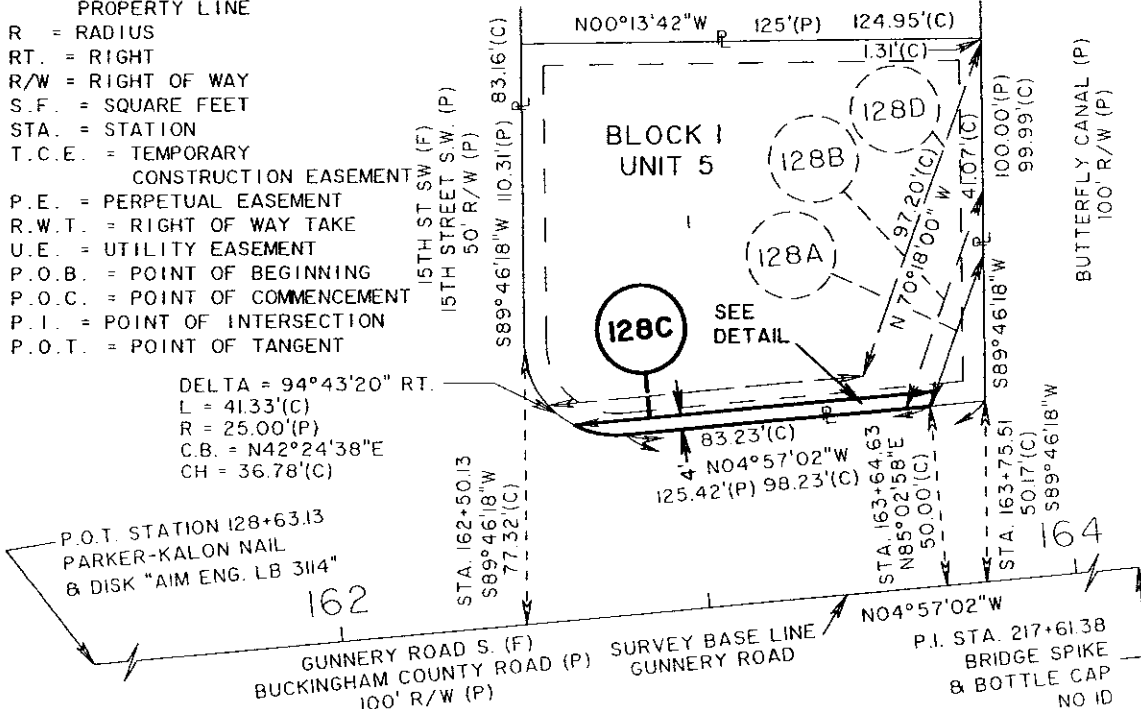 PROPERTY LINE
R = RADIUS
RT. = RIGHT
R/W = RIGHT OF WAY
S.F. = SQUARE FEET
STA. = STATION
T.C.E. = TEMPORARY
CONSTRUCTION EASEMENT
P.E. = PERPETUAL EASEMENT
R.W.T. = RIGHT OF WAY TAKE
U.E. = UTILITY EASEMENT
P.O.B. = POINT OF BEGINNING
P.O.C. = POINT OF COMMENCEMENT
P.I. = POINT OF INTERSECTION
P.O.T. = POINT OF TANGENT
15TH ST SW (F)
15TH STREET S.W. (P)
50' R/W (P)
S89°46'18"W 110.31'(P) 83.16'(C)
N00°13'42"W 125'(P) 124.95'(C)
PL
PL
1.31'(C)
BLOCK 1
UNIT 5
128D
128B
128A
128C
SEE
DETAIL
97.20'(C)
N 70°18'00" W
41.07'(C)
PL
S89°46'18"W
100.00'(P)
99.99'(C)
BUTTERFLY CANAL (P)
100' R/W (P)
DELTA = 94°43'20" RT.
L = 41.33'(C)
R = 25.00'(P)
C.B. = N42°24'38"E
CH = 36.78'(C)
4'
83.23'(C)
PL
N04°57'02"W
125.42'(P) 98.23'(C)
STA. 162+50.13
S89°46'18"W
77.32'(C)
STA. 163+64.63
N85°02'58"E
50.00'(C)
STA. 163+75.51
50.17'(C)
S89°46'18"W
P.O.T. STATION 128+63.13
PARKER-KALON NAIL
& DISK "AIM ENG. LB 3114"
162
164
GUNNERY ROAD S. (F)
BUCKINGHAM COUNTY ROAD (P)
100' R/W (P)
SURVEY BASE LINE
GUNNERY ROAD
N04°57'02"W
P.I. STA. 217+61.38
BRIDGE SPIKE
& BOTTLE CAP
NO ID